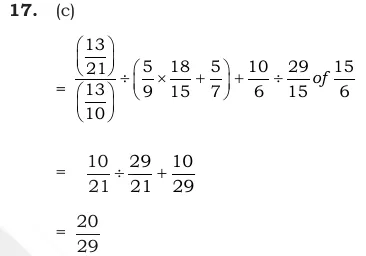 17. (c)
= (13/21)/(13/10) ÷ (5/9 × 18/15 + 5/7) + 10/6 ÷ 29/15 of 15/6
= 10/21 ÷ 29/21 + 10/29
= 20/29